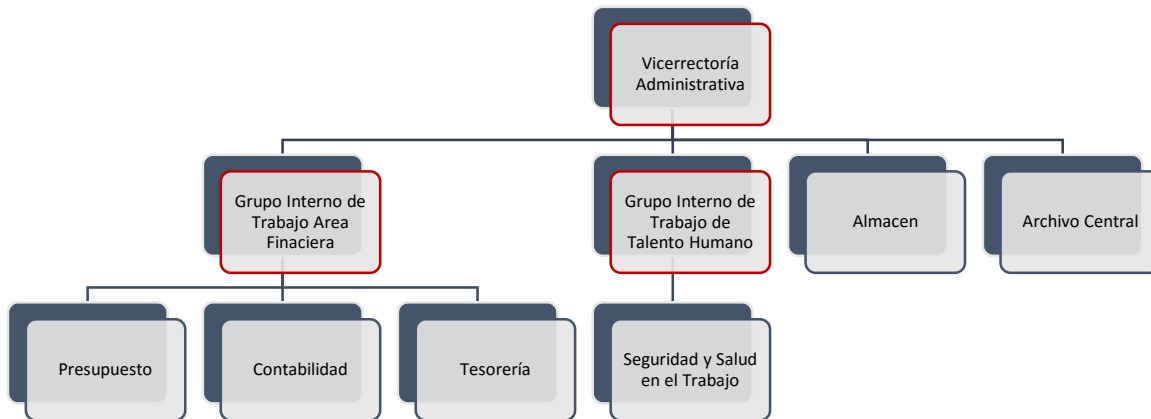 Vicerrectoría
Administrativa
Grupo Interno de
Trabajo Area
Finaciera
Grupo Interno de
Trabajo de
Talento Humano
Almacen
Archivo Central
Presupuesto
Contabilidad
Tesorería
Seguridad y Salud
en el Trabajo